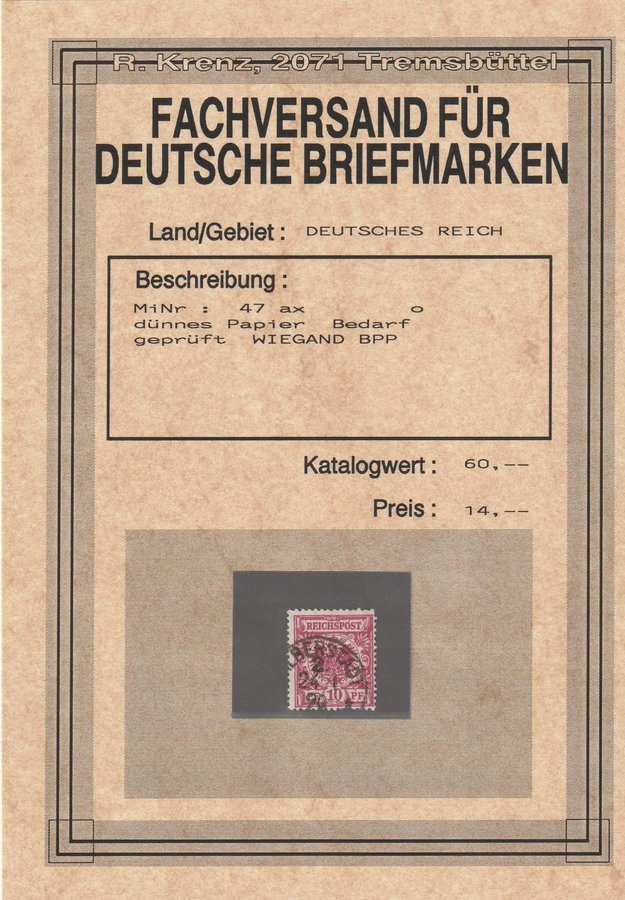 R. Krenz, 2071 Tremsbüttel
FACHVERSAND FÜR
DEUTSCHE BRIEFMARKEN
Land/Gebiet : DEUTSCHES REICH
Beschreibung :
MiNr : 47 ax o
dünnes Papier Bedarf
geprüft WIEGAND BPP
Katalogwert : 60,--
Preis : 14,--
REICHSPOST
2
10 PF